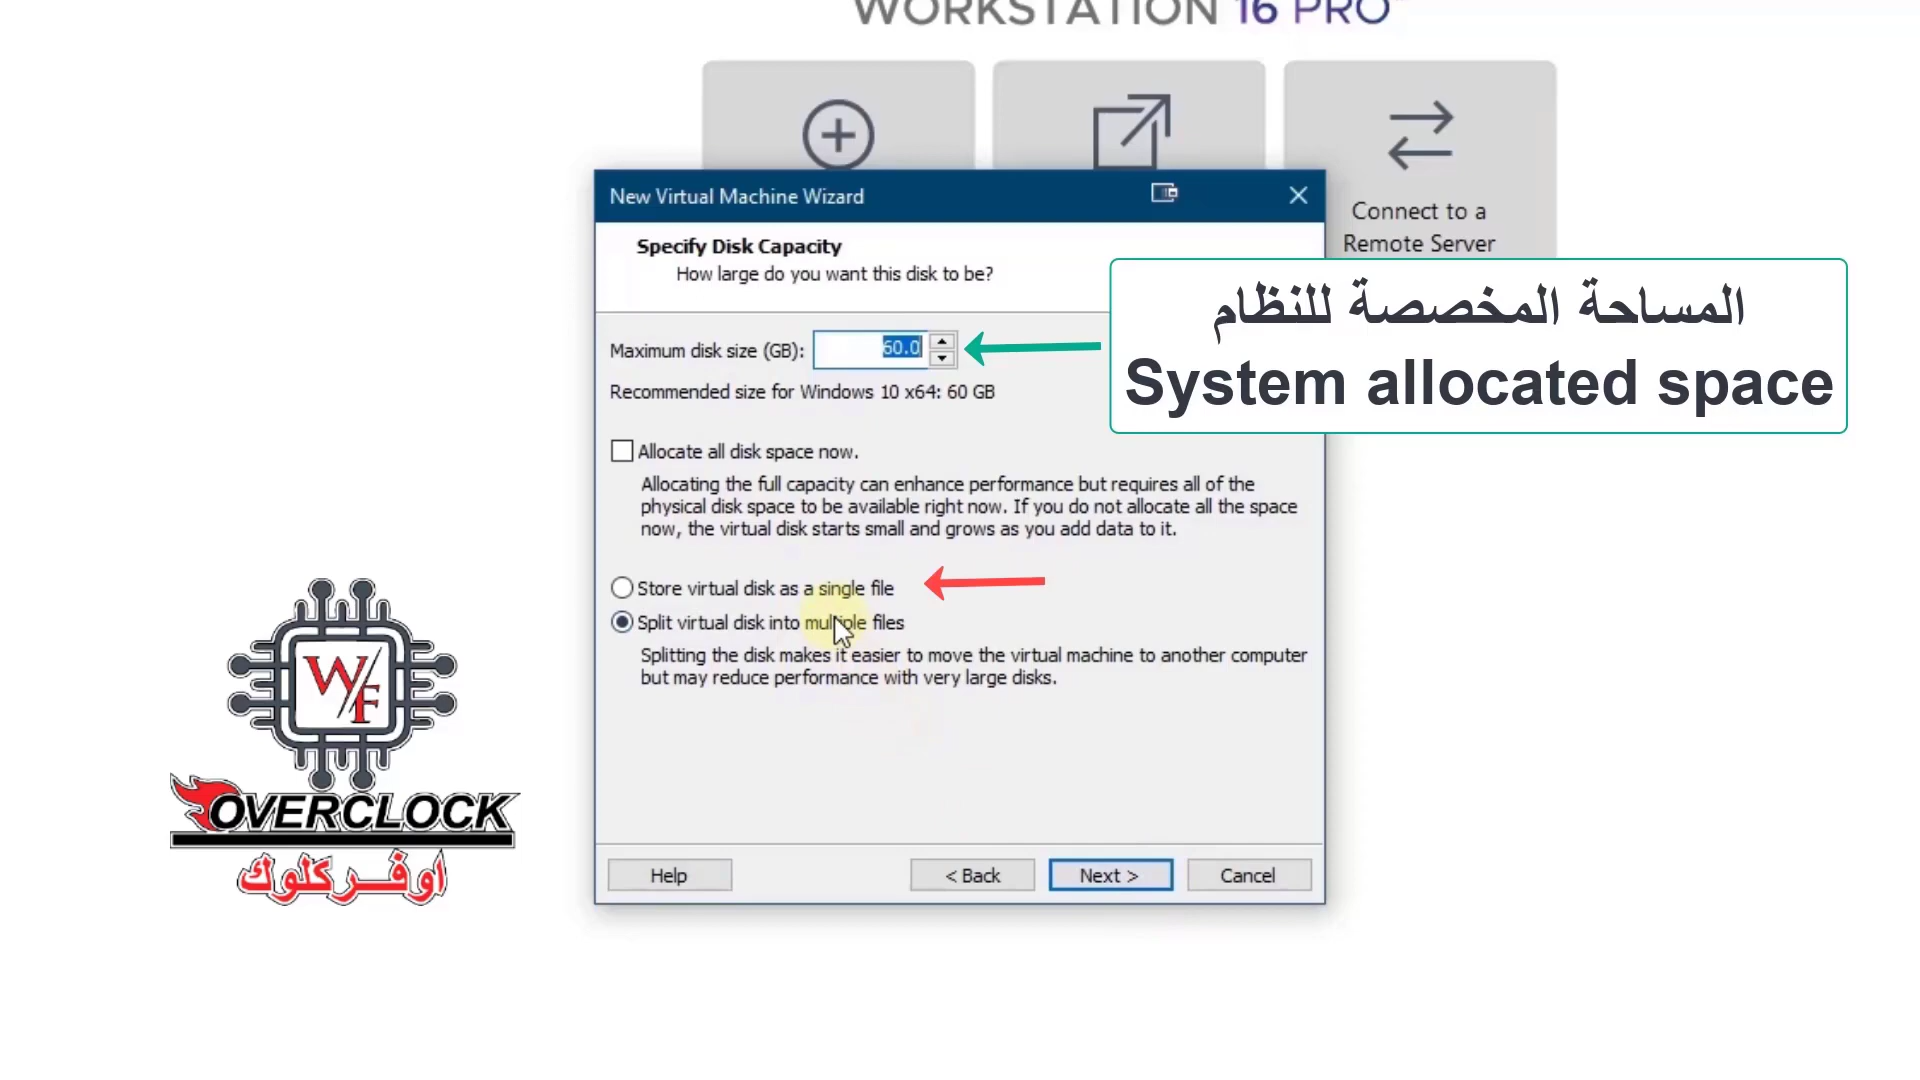 WORKSTATION 16 PRO
Connect to a
Remote Server
New Virtual Machine Wizard
Specify Disk Capacity
How large do you want this disk to be?
المساحة المخصصة للنظام
System allocated space
Maximum disk size (GB): 60.0
Recommended size for Windows 10 x64: 60 GB
Allocate all disk space now.
Allocating the full capacity can enhance performance but requires all of the
physical disk space to be available right now. If you do not allocate all the space
now, the virtual disk starts small and grows as you add data to it.
Store virtual disk as a single file
Split virtual disk into multiple files
Splitting the disk makes it easier to move the virtual machine to another computer
but may reduce performance with very large disks.
W/F
OVERCLOCK
أوفـركلوك
Help
< Back
Next >
Cancel